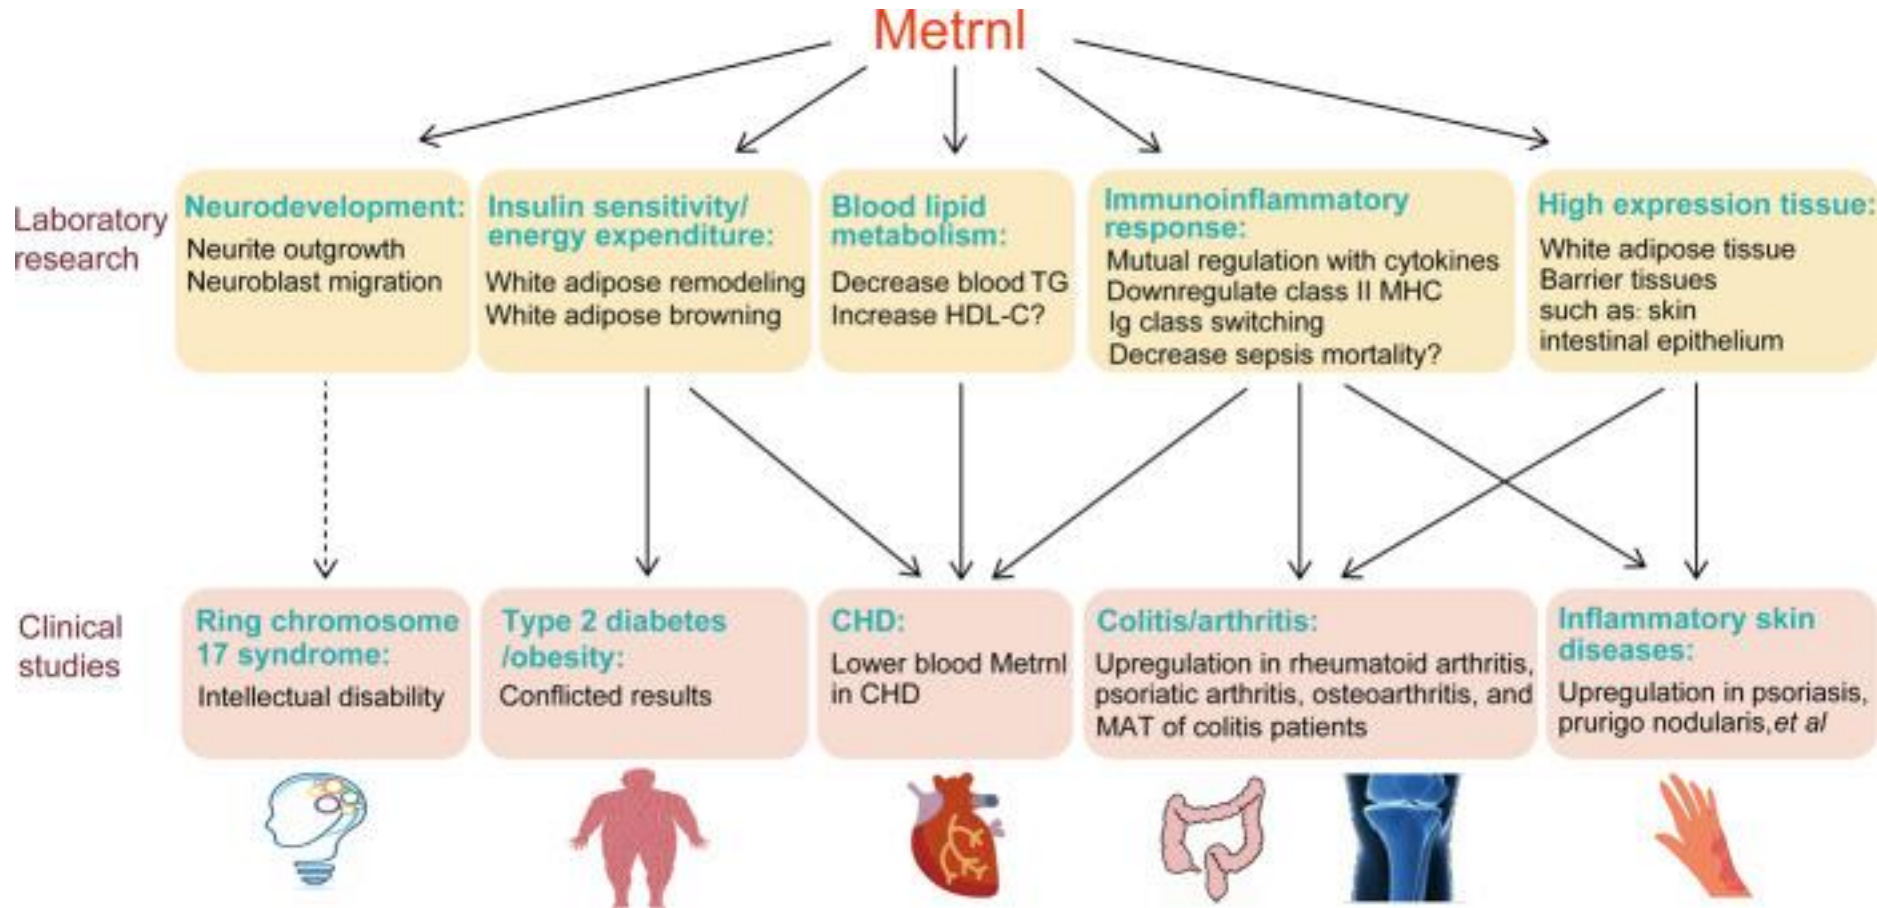 Metrnl
Laboratory
research
Neurodevelopment:
Neurite outgrowth
Neuroblast migration
Insulin sensitivity/
energy expenditure:
White adipose remodeling
White adipose browning
Blood lipid
metabolism:
Decrease blood TG
Increase HDL-C?
Immunoinflammatory
response:
Mutual regulation with cytokines
Downregulate class II MHC
Ig class switching
Decrease sepsis mortality?
High expression tissue:
White adipose tissue
Barrier tissues
such as: skin
intestinal epithelium
Clinical
studies
Ring chromosome
17 syndrome:
Intellectual disability
Type 2 diabetes
/obesity:
Conflicted results
CHD:
Lower blood Metrnl
in CHD
Colitis/arthritis:
Upregulation in rheumatoid arthritis,
psoriatic arthritis, osteoarthritis, and
MAT of colitis patients
Inflammatory skin
diseases:
Upregulation in psoriasis,
prurigo nodularis, et al